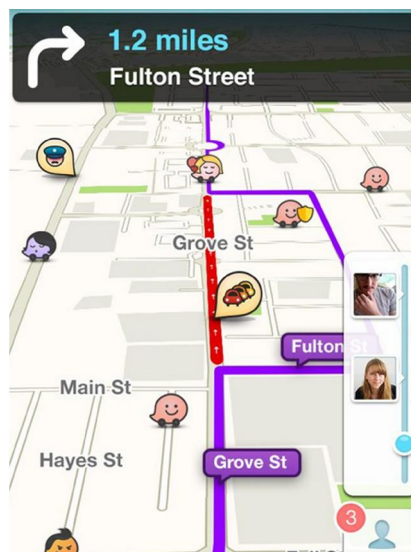 1.2 miles
Fulton Street
Grove St
Fulton St
Main St
Hayes St
Grove St
3